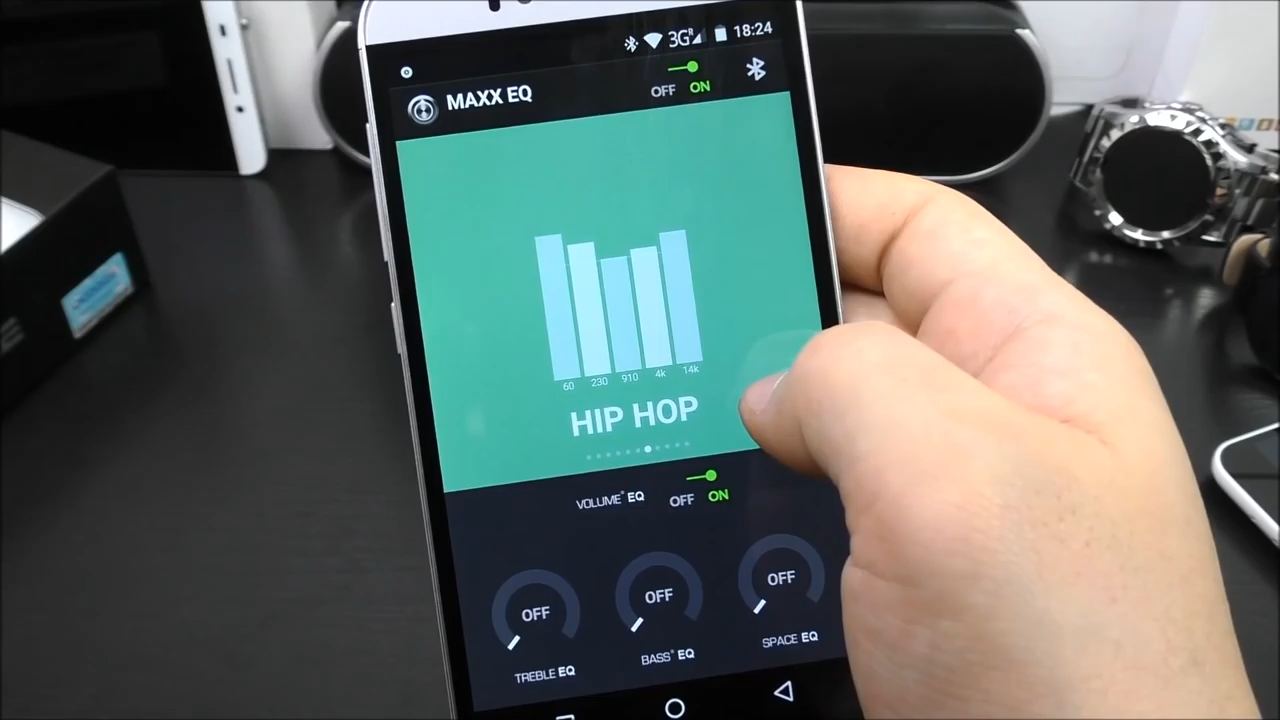 3G R 18:24
MAXX EQ OFF ON
60 230 910 4k 14k
HIP HOP
VOLUME® EQ OFF ON
OFF OFF OFF
TREBLE EQ BASS® EQ SPACE EQ